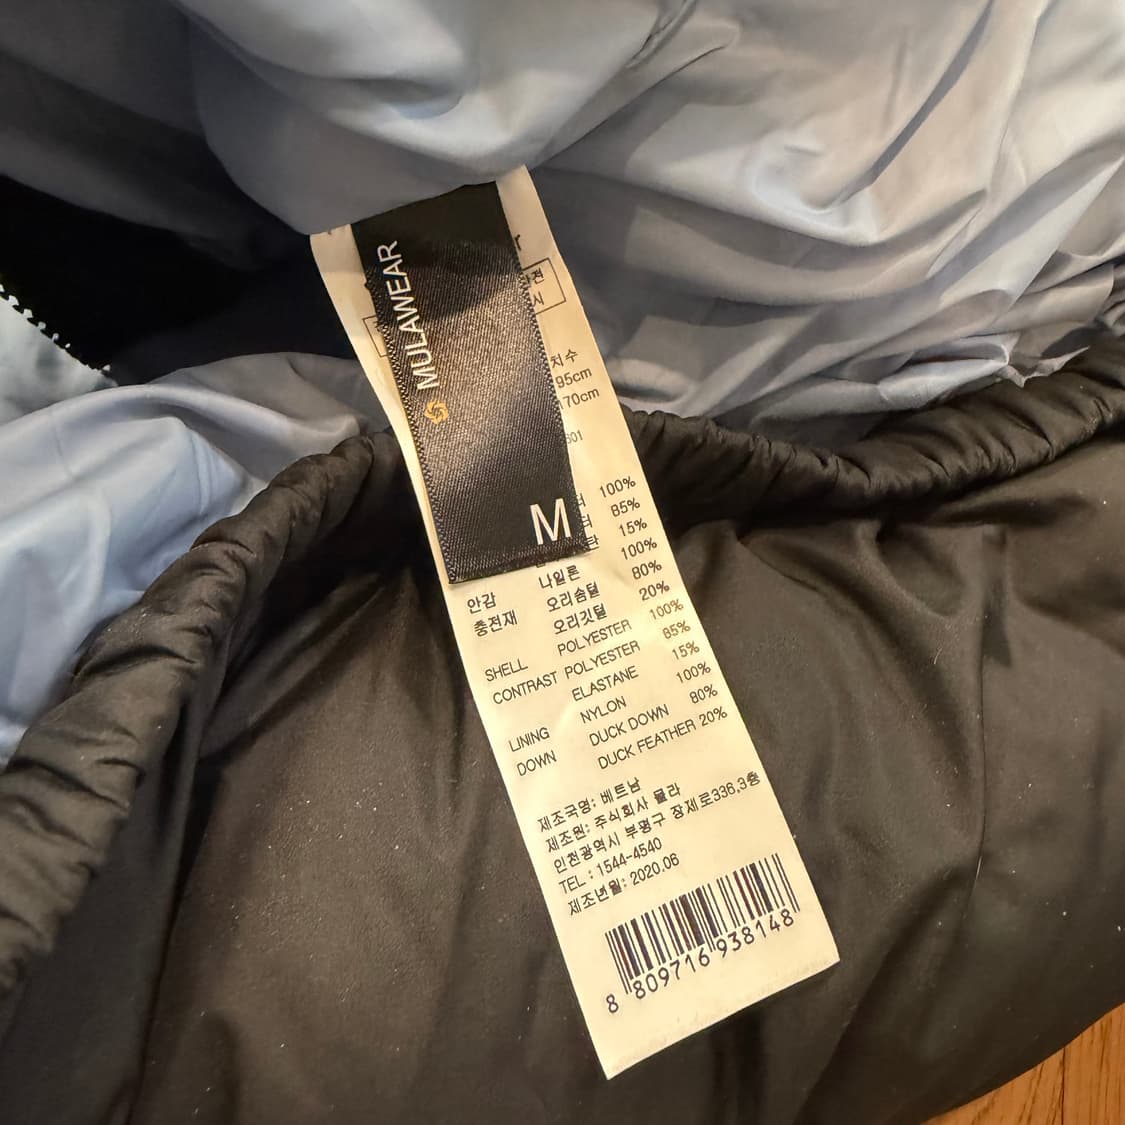 MULAWEAR
M
치수
95cm
170cm
100%
85%
15%
100%
안감 나일론 80%
충전재 오리솜털 20%
오리깃털
SHELL POLYESTER 100%
CONTRAST POLYESTER 85%
ELASTANE 15%
LINING NYLON 100%
DOWN DUCK DOWN 80%
DUCK FEATHER 20%
제조국명: 베트남
제조원: 주식회사 뮬라
인천광역시 부평구 장제로336,3층
TEL : 1544-4540
제조년월: 2020.06
8 809716 938148